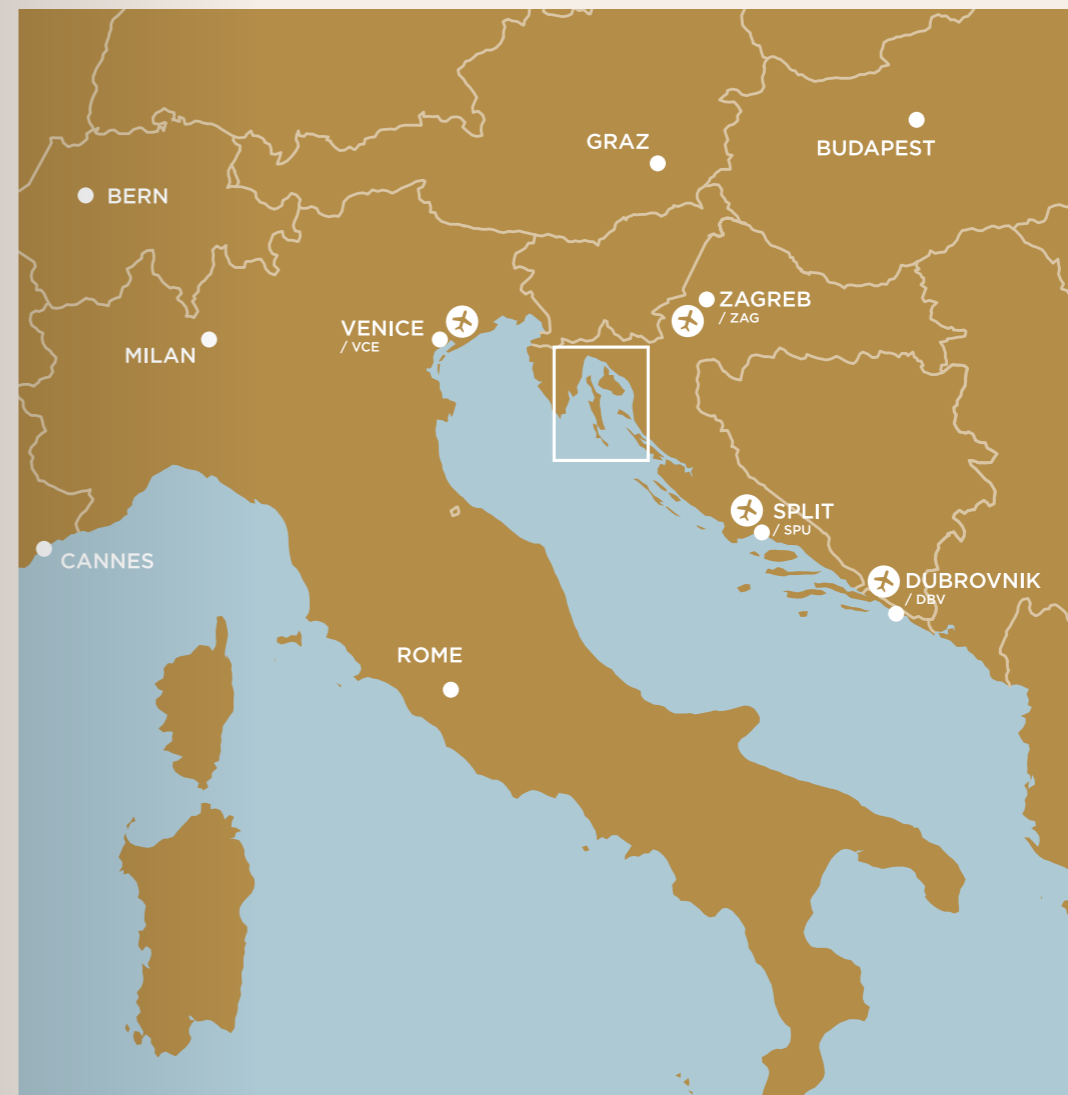 GRAZ
BUDAPEST
BERN
ZAGREB
/ ZAG
VENICE
/ VCE
MILAN
SPLIT
/ SPU
CANNES
DUBROVNIK
/ DBV
ROME